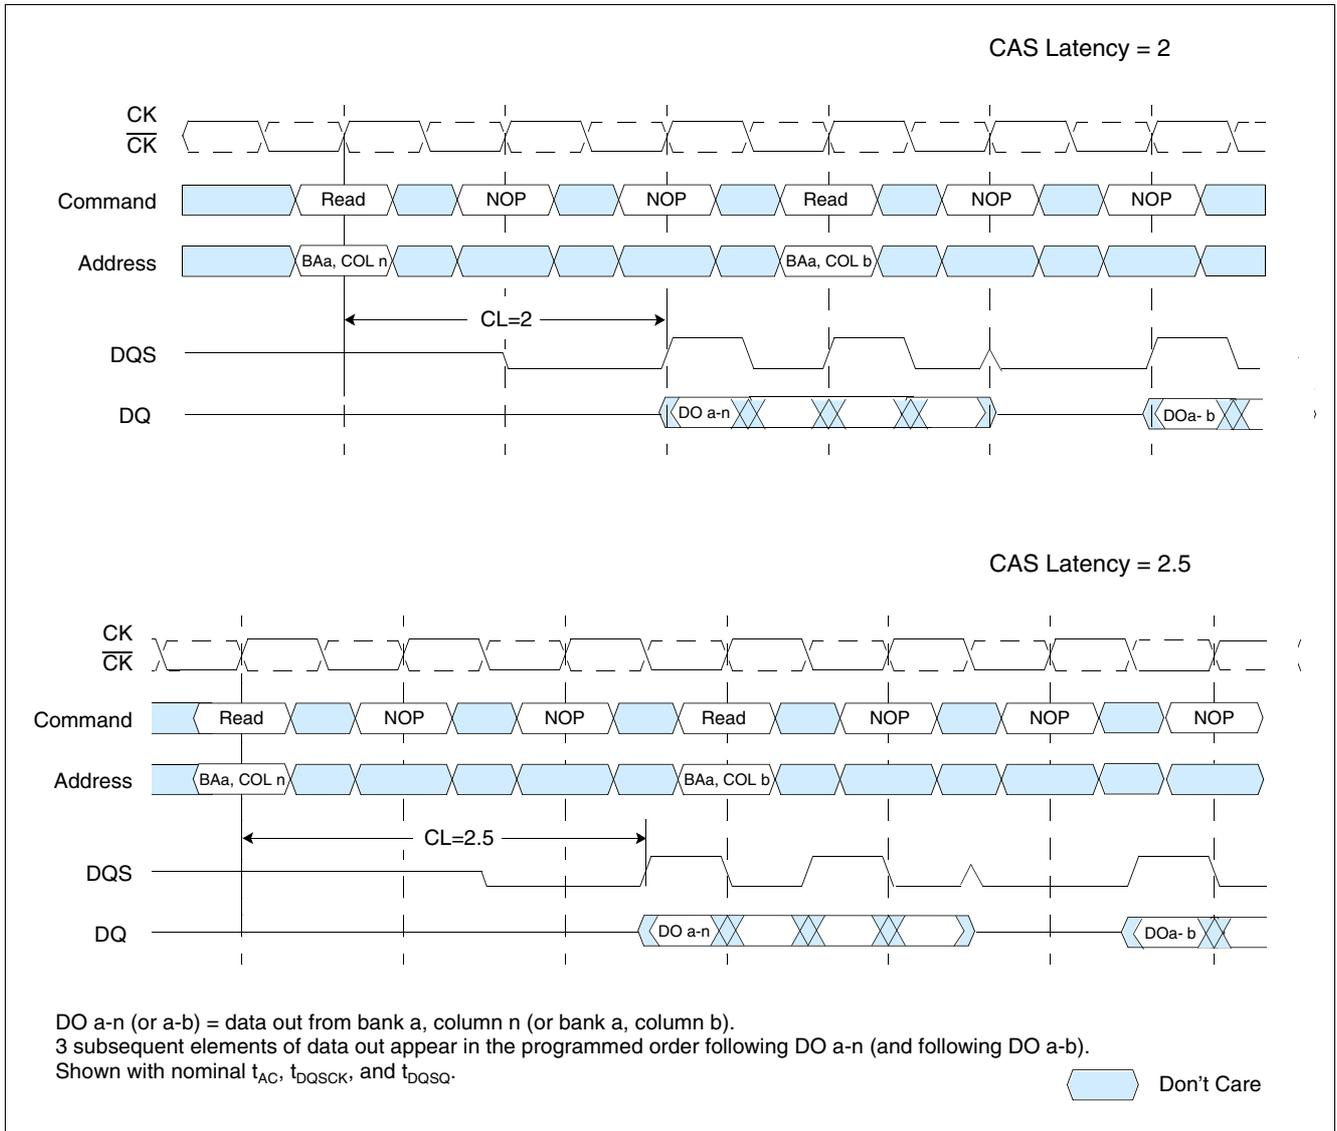 CAS Latency = 2
CK
CK
Command Read NOP NOP Read NOP NOP
Address BAa, COL n BAa, COL b
CL=2
DQS
DQ DO a-n DOa- b
CAS Latency = 2.5
CK
CK
Command Read NOP NOP Read NOP NOP NOP
Address BAa, COL n BAa, COL b
CL=2.5
DQS
DQ DO a-n DOa- b
DO a-n (or a-b) = data out from bank a, column n (or bank a, column b).
3 subsequent elements of data out appear in the programmed order following DO a-n (and following DO a-b).
Shown with nominal tAC, tDQSCK, and tDQSQ.
Don't Care